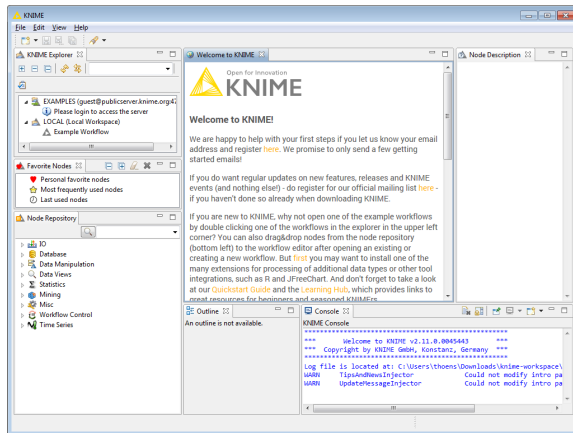 KNIME
File Edit View Help
KNIME Explorer
EXAMPLES (guest@publicserver.knime.org:47
Please login to access the server
LOCAL (Local Workspace)
Example Workflow
Favorite Nodes
Personal favorite nodes
Most frequently used nodes
Last used nodes
Node Repository
IO
Database
Data Manipulation
Data Views
Statistics
Mining
Misc
Workflow Control
Time Series
Welcome to KNIME
Open for Innovation
KNIME
Welcome to KNIME!
We are happy to help with your first steps if you let us know your email
address and register here. We promise to only send a few getting
started emails!
If you do want regular updates on new features, releases and KNIME
events (and nothing else!) - do register for our official mailing list here -
if you haven't done so already when downloading KNIME.
If you are new to KNIME, why not open one of the example workflows
by double clicking one of the workflows in the explorer in the upper left
corner? You can also drag&drop nodes from the node repository
(bottom left) to the workflow editor after opening an existing or
creating a new workflow. But first you may want to install one of the
many extensions for processing of additional data types or other tool
integrations, such as R and JFreeChart. And don't forget to take a look
at our Quickstart Guide and the Learning Hub, which provides links to
great resources for beginners and seasoned KNIMErs
Node Description
Outline
An outline is not available.
Console
KNIME Console
***********************************************************
*** Welcome to KNIME v2.11.0.0045443 ***
*** Copyright by KNIME GmbH, Konstanz, Germany ***
***********************************************************
Log file is located at: C:\Users\thoens\Downloads\knime-workspace\
WARN TipsAndNewsInjector Could not modify intro pa
WARN UpdateMessageInjector Could not modify intro pa